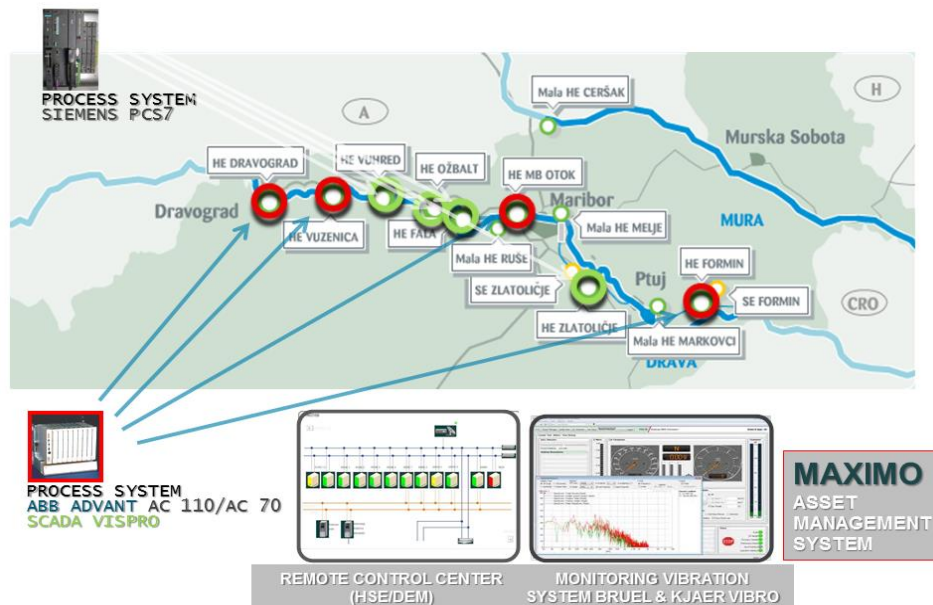 PROCESS SYSTEM
SIEMENS PCS7
A
H
Mala HE CERŠAK
Murska Sobota
HE DRAVOGRAD
HE VUHRED
HE OŽBALT
HE MB OTOK
Maribor
Dravograd
HE VUZENICA
HE FALA
Mala HE RUŠE
Mala HE MELJE
MURA
SE ZLATOLIČJE
Ptuj
HE FORMIN
SE FORMIN
CRO
HE ZLATOLIČJE
Mala HE MARKOVCI
DRAVA
PROCESS SYSTEM
ABB ADVANT AC 110/AC 70
SCADA VISPRO
REMOTE CONTROL CENTER
(HSE/DEM)
MONITORING VIBRATION
SYSTEM BRUEL & KJAER VIBRO
MAXIMO
ASSET
MANAGEMENT
SYSTEM